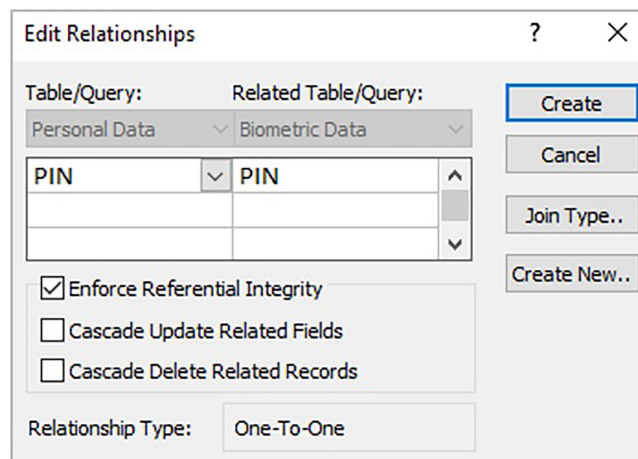 Edit Relationships ? ×
Table/Query: Related Table/Query:
Personal Data Biometric Data
Create
PIN PIN
Cancel
Join Type..
Create New..
Enforce Referential Integrity
Cascade Update Related Fields
Cascade Delete Related Records
Relationship Type: One-To-One